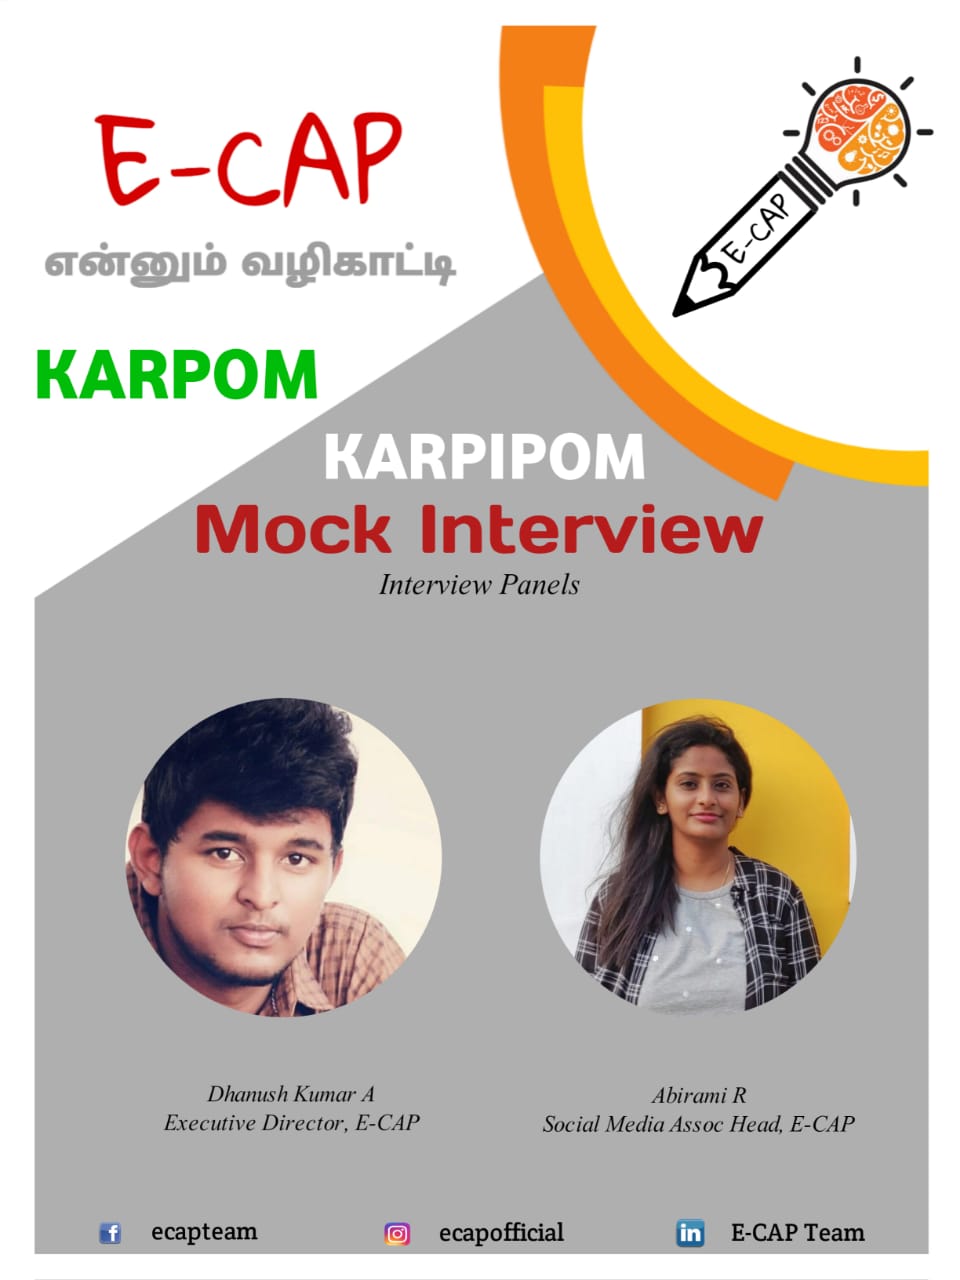 E-CAP
என்னும் வழிகாட்டி
E-CAP
KARPOM
KARPIPOM
Mock Interview
Interview Panels
Dhanush Kumar A
Executive Director, E-CAP
Abirami R
Social Media Assoc Head, E-CAP
ecapteam
ecapofficial
E-CAP Team